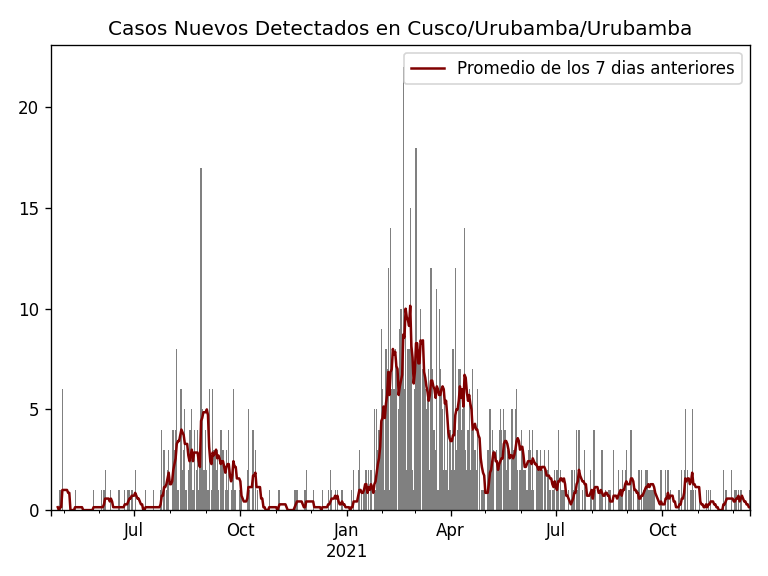 Casos Nuevos Detectados en Cusco/Urubamba/Urubamba
Promedio de los 7 dias anteriores
20
15
10
5
0
Jul Oct Jan Apr Jul Oct
2021